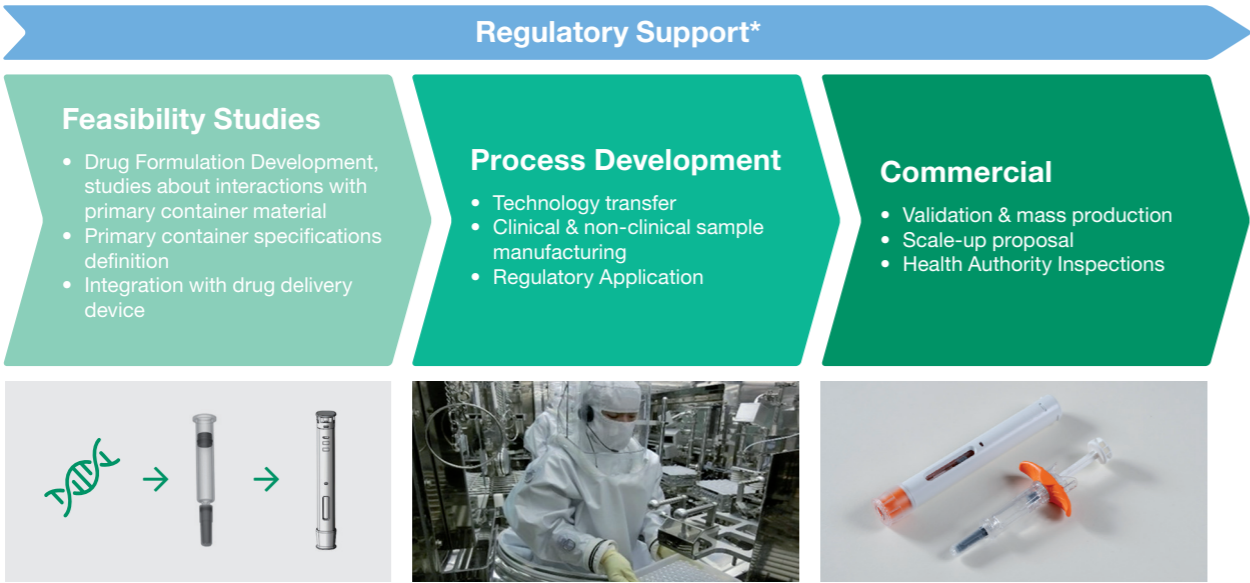 Regulatory Support*
Feasibility Studies
• Drug Formulation Development,
studies about interactions with
primary container material
• Primary container specifications
definition
• Integration with drug delivery
device
Process Development
• Technology transfer
• Clinical & non-clinical sample
manufacturing
• Regulatory Application
Commercial
• Validation & mass production
• Scale-up proposal
• Health Authority Inspections